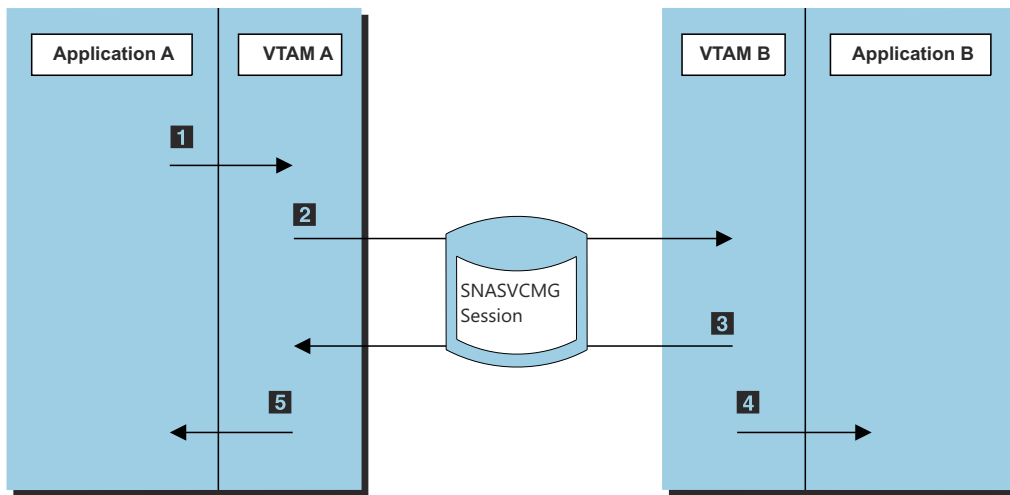 Application A
VTAM A
VTAM B
Application B
1
2
SNASVCMG
Session
3
5
4